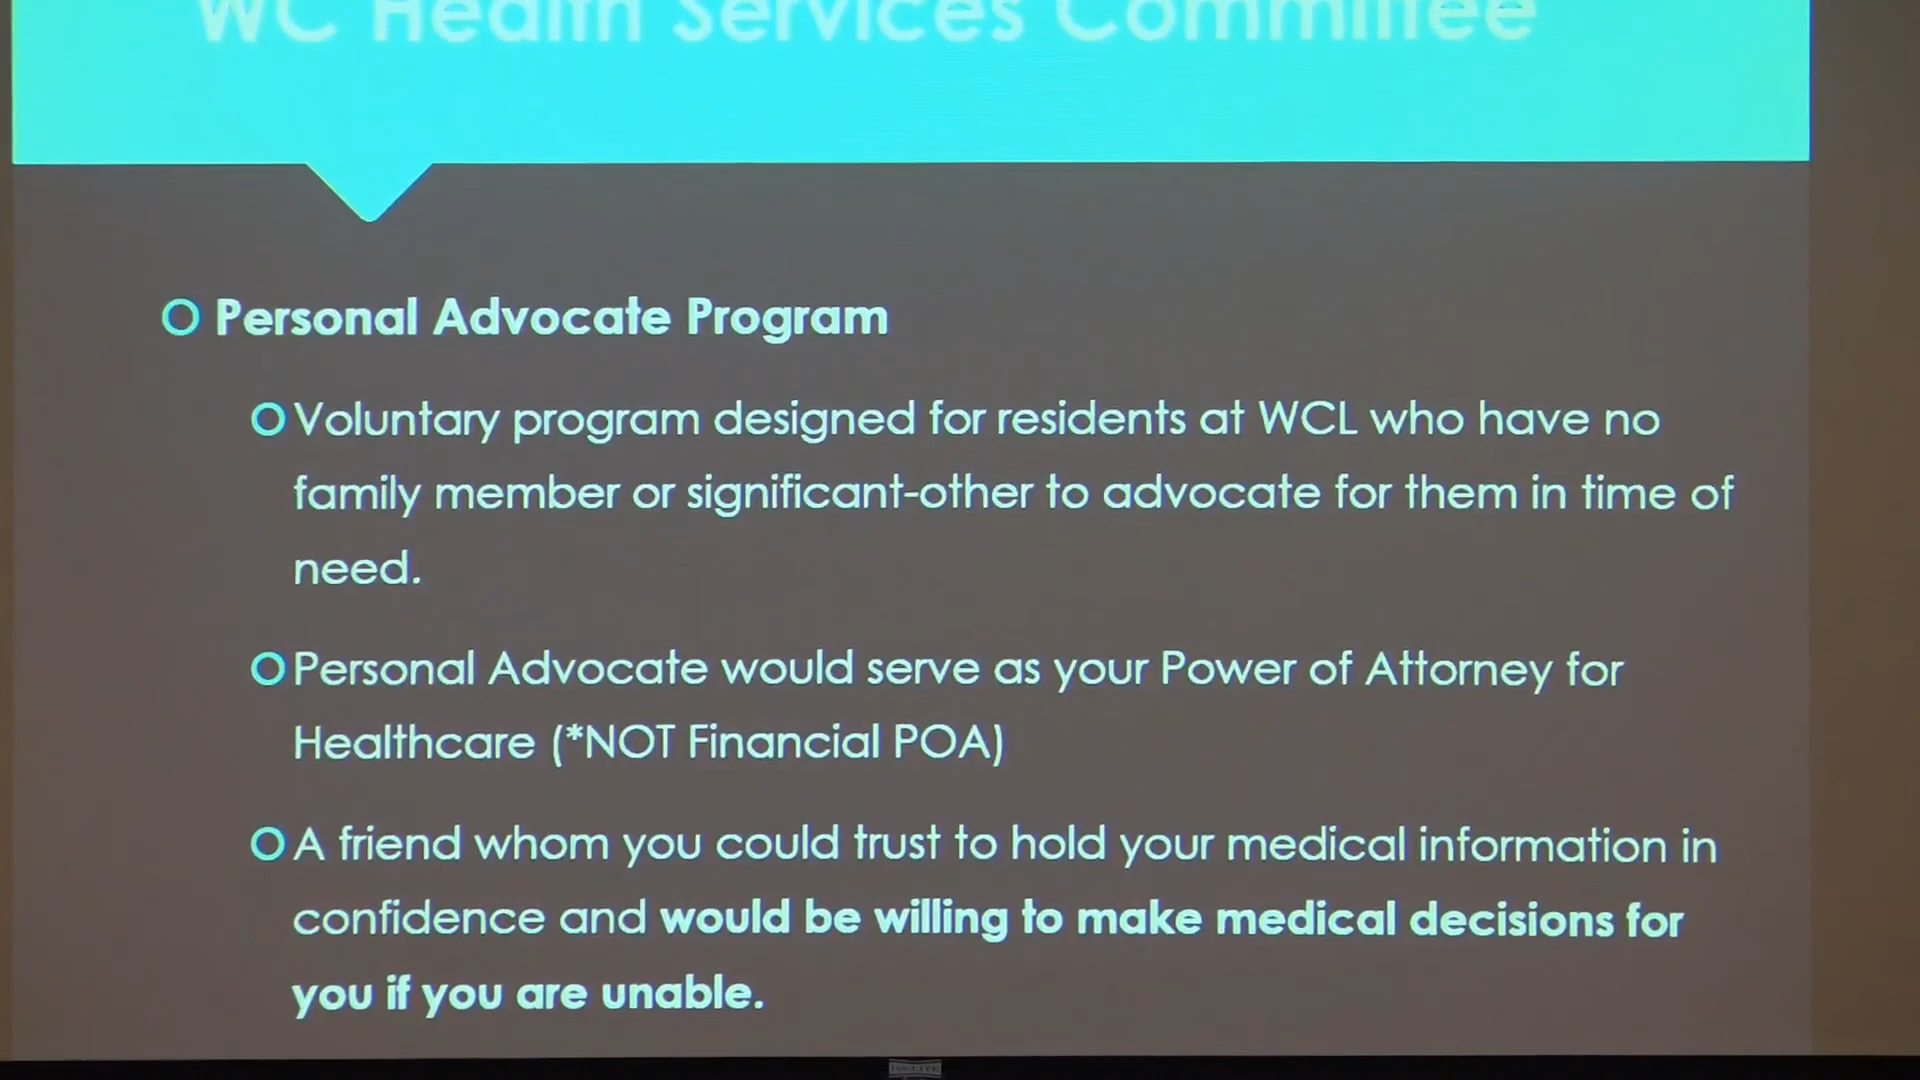 WC Health Services Committee
Personal Advocate Program
Voluntary program designed for residents at WCL who have no
family member or significant-other to advocate for them in time of
need.
Personal Advocate would serve as your Power of Attorney for
Healthcare (*NOT Financial POA)
A friend whom you could trust to hold your medical information in
confidence and would be willing to make medical decisions for
you if you are unable.
DA-LITE